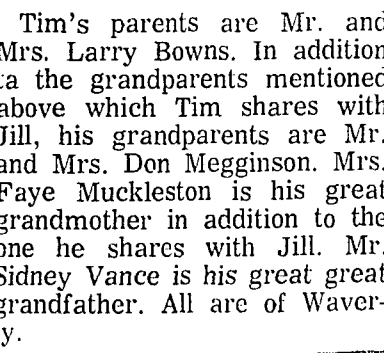 Tim's parents are Mr. and
Mrs. Larry Bowns. In addition
ta the grandparents mentioned
above which Tim shares with
Jill, his grandparents are Mr.
and Mrs. Don Megginson. Mrs.
Faye Muckleston is his great
grandmother in addition to the
one he shares with Jill. Mr.
Sidney Vance is his great great
grandfather. All are of Waver-
y.